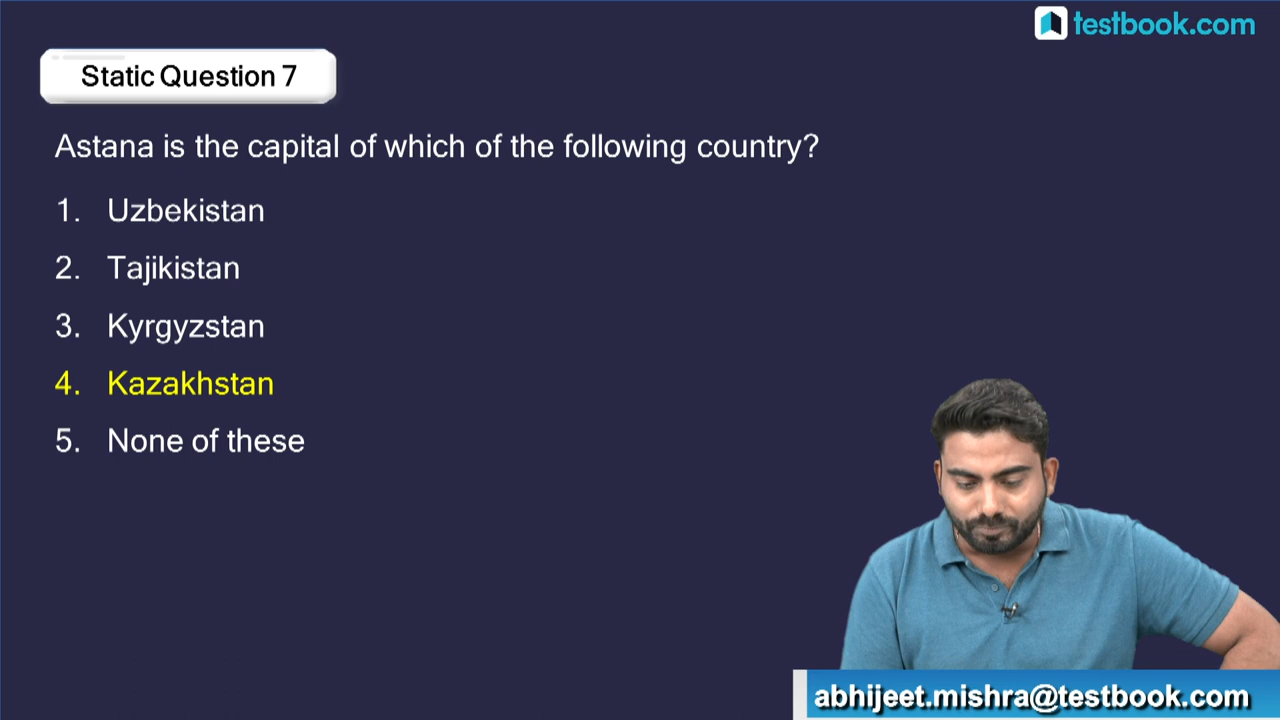 testbook.com
Static Question 7
Astana is the capital of which of the following country?
1. Uzbekistan
2. Tajikistan
3. Kyrgyzstan
4. Kazakhstan
5. None of these
abhijeet.mishra@testbook.com